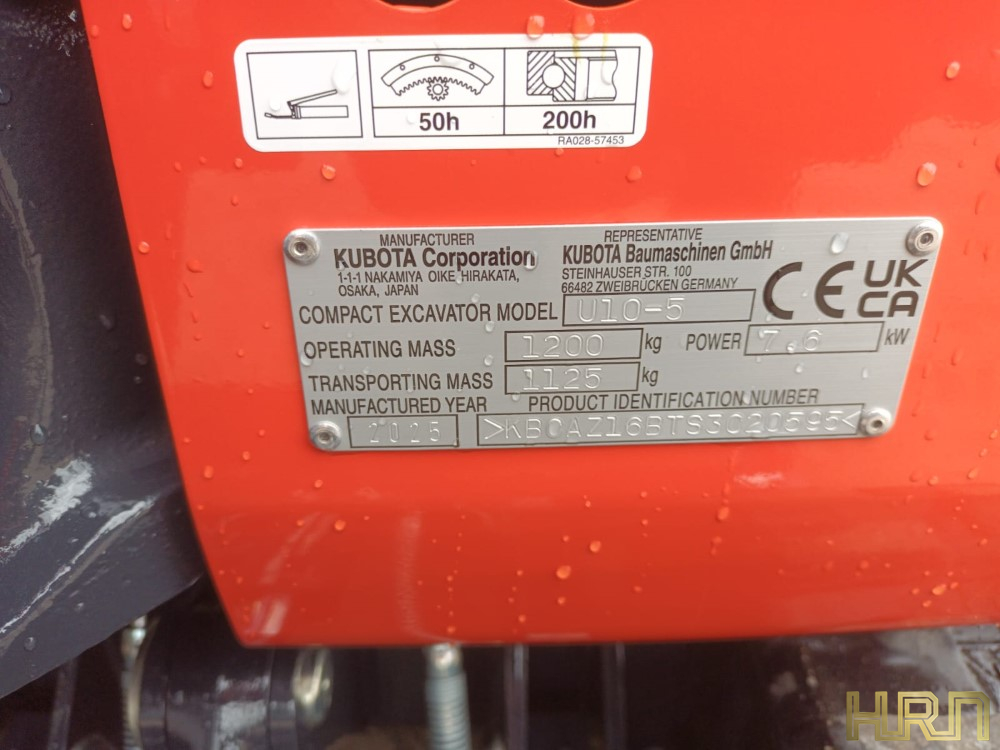 50h 200h
RA028-57453
MANUFACTURER
KUBOTA Corporation
1-1-1 NAKAMIYA OIKE HIRAKATA,
OSAKA, JAPAN
REPRESENTATIVE
KUBOTA Baumaschinen GmbH
STEINHAUSER STR. 100
66482 ZWEIBRÜCKEN GERMANY
CE UK
CA
COMPACT EXCAVATOR MODEL U10-5
OPERATING MASS 1200 kg POWER 7.6 kW
TRANSPORTING MASS 1125 kg
MANUFACTURED YEAR PRODUCT IDENTIFICATION NUMBER
2025 >KBCAZ16BTS3C20595<
HRN